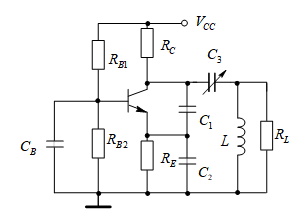 V_CC
R_B1
R_C
C_3
C_1
C_B
R_B2
R_E
C_2
L
R_L